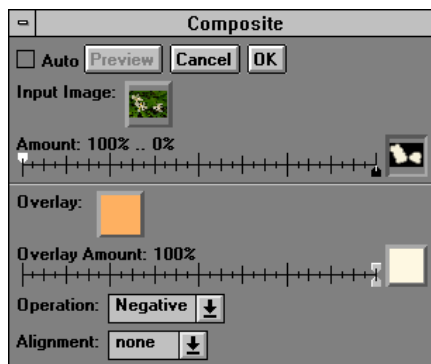 Composite
Auto Preview Cancel OK
Input Image:
Amount: 100% .. 0%
Overlay:
Overlay Amount: 100%
Operation: Negative
Alignment: none